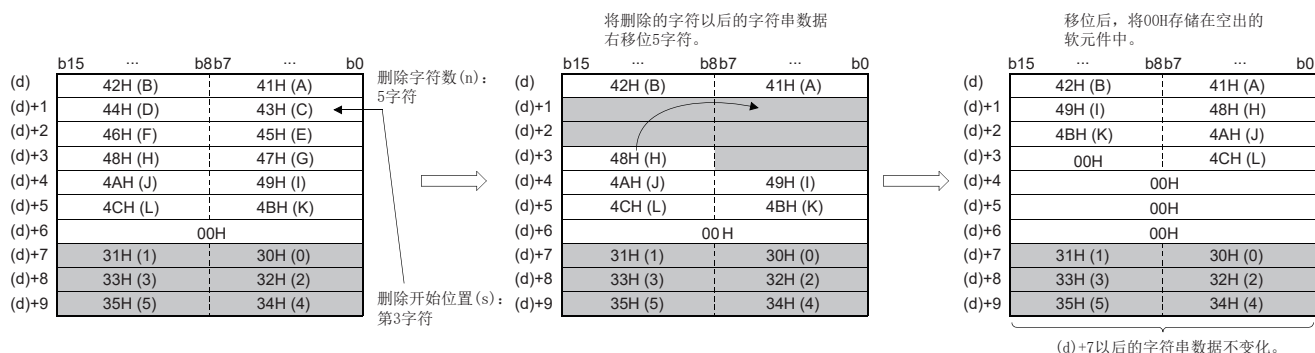 将删除的字符以后的字符串数据
右移位5字符。
移位后，将00H存储在空出的
软元件中。
b15 ··· b8b7 ··· b0
(d) 42H (B) 41H (A)
(d)+1 44H (D) 43H (C)
(d)+2 46H (F) 45H (E)
(d)+3 48H (H) 47H (G)
(d)+4 4AH (J) 49H (I)
(d)+5 4CH (L) 4BH (K)
(d)+6 00H
(d)+7 31H (1) 30H (0)
(d)+8 33H (3) 32H (2)
(d)+9 35H (5) 34H (4)
删除字符数(n)：
5字符
删除开始位置(s)：
第3字符
b15 ··· b8b7 ··· b0
(d) 42H (B) 41H (A)
(d)+1
(d)+2
(d)+3 48H (H)
(d)+4 4AH (J) 49H (I)
(d)+5 4CH (L) 4BH (K)
(d)+6 00H
(d)+7 31H (1) 30H (0)
(d)+8 33H (3) 32H (2)
(d)+9 35H (5) 34H (4)
b15 ··· b8b7 ··· b0
(d) 42H (B) 41H (A)
(d)+1 49H (I) 48H (H)
(d)+2 4BH (K) 4AH (J)
(d)+3 00H 4CH (L)
(d)+4 00H
(d)+5 00H
(d)+6 00H
(d)+7 31H (1) 30H (0)
(d)+8 33H (3) 32H (2)
(d)+9 35H (5) 34H (4)
(d)+7以后的字符串数据不变化。